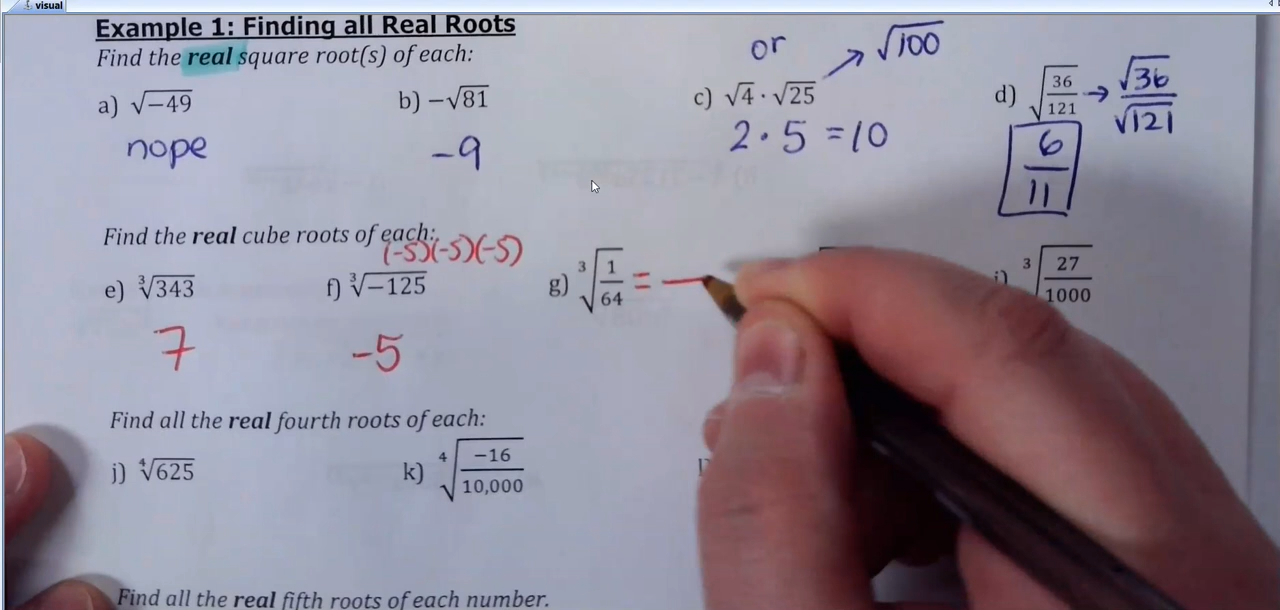 visual
Example 1: Finding all Real Roots
Find the real square root(s) of each:
or → √100
a) √−49 b) −√81 c) √4 · √25 d) √(36/121) → √36/√121
nope −9 2 · 5 = 10 6/11
Find the real cube roots of each:
(−5)(−5)(−5)
e) ∛343 f) ∛−125 g) ∛(1/64) = — i) ∛(27/1000)
7 −5
Find all the real fourth roots of each:
j) ∜625 k) ∜(−16/10,000)
Find all the real fifth roots of each number.